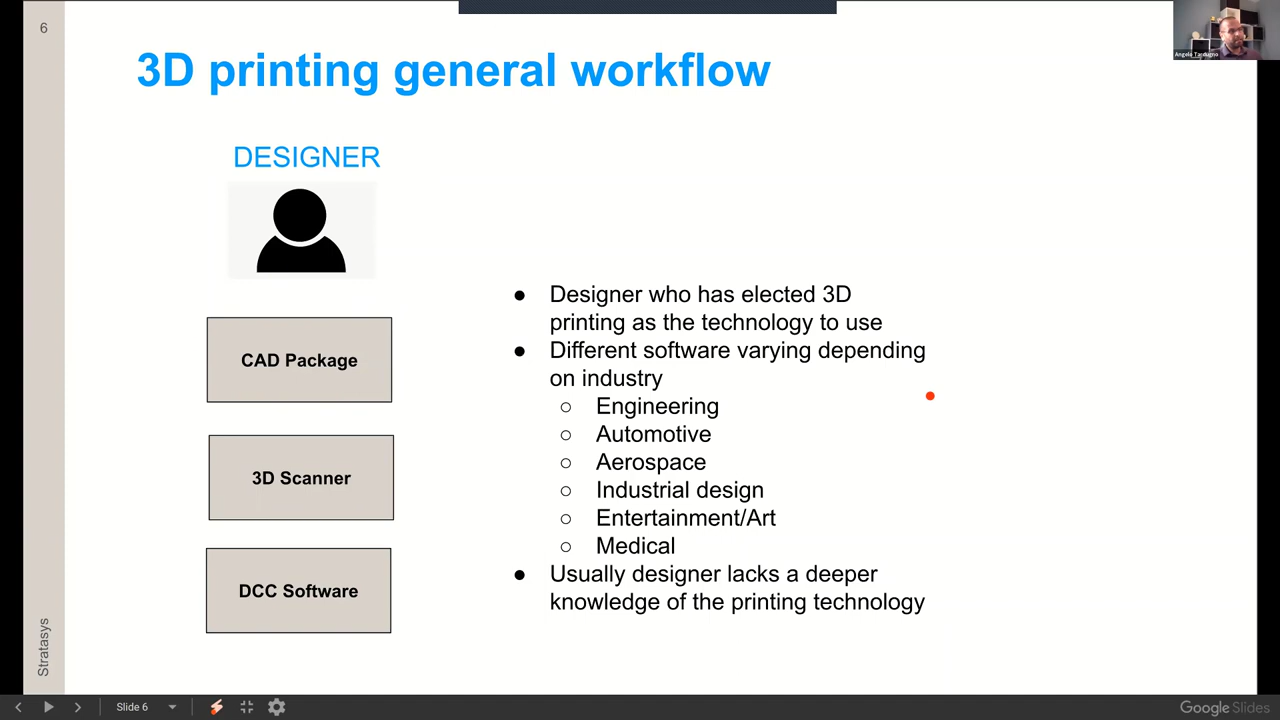 6
3D printing general workflow
DESIGNER
CAD Package
3D Scanner
DCC Software
● Designer who has elected 3D
printing as the technology to use
● Different software varying depending
on industry
○ Engineering
○ Automotive
○ Aerospace
○ Industrial design
○ Entertainment/Art
○ Medical
● Usually designer lacks a deeper
knowledge of the printing technology
Stratasys
Angelo Tartugno
Slide 6
Google Slides